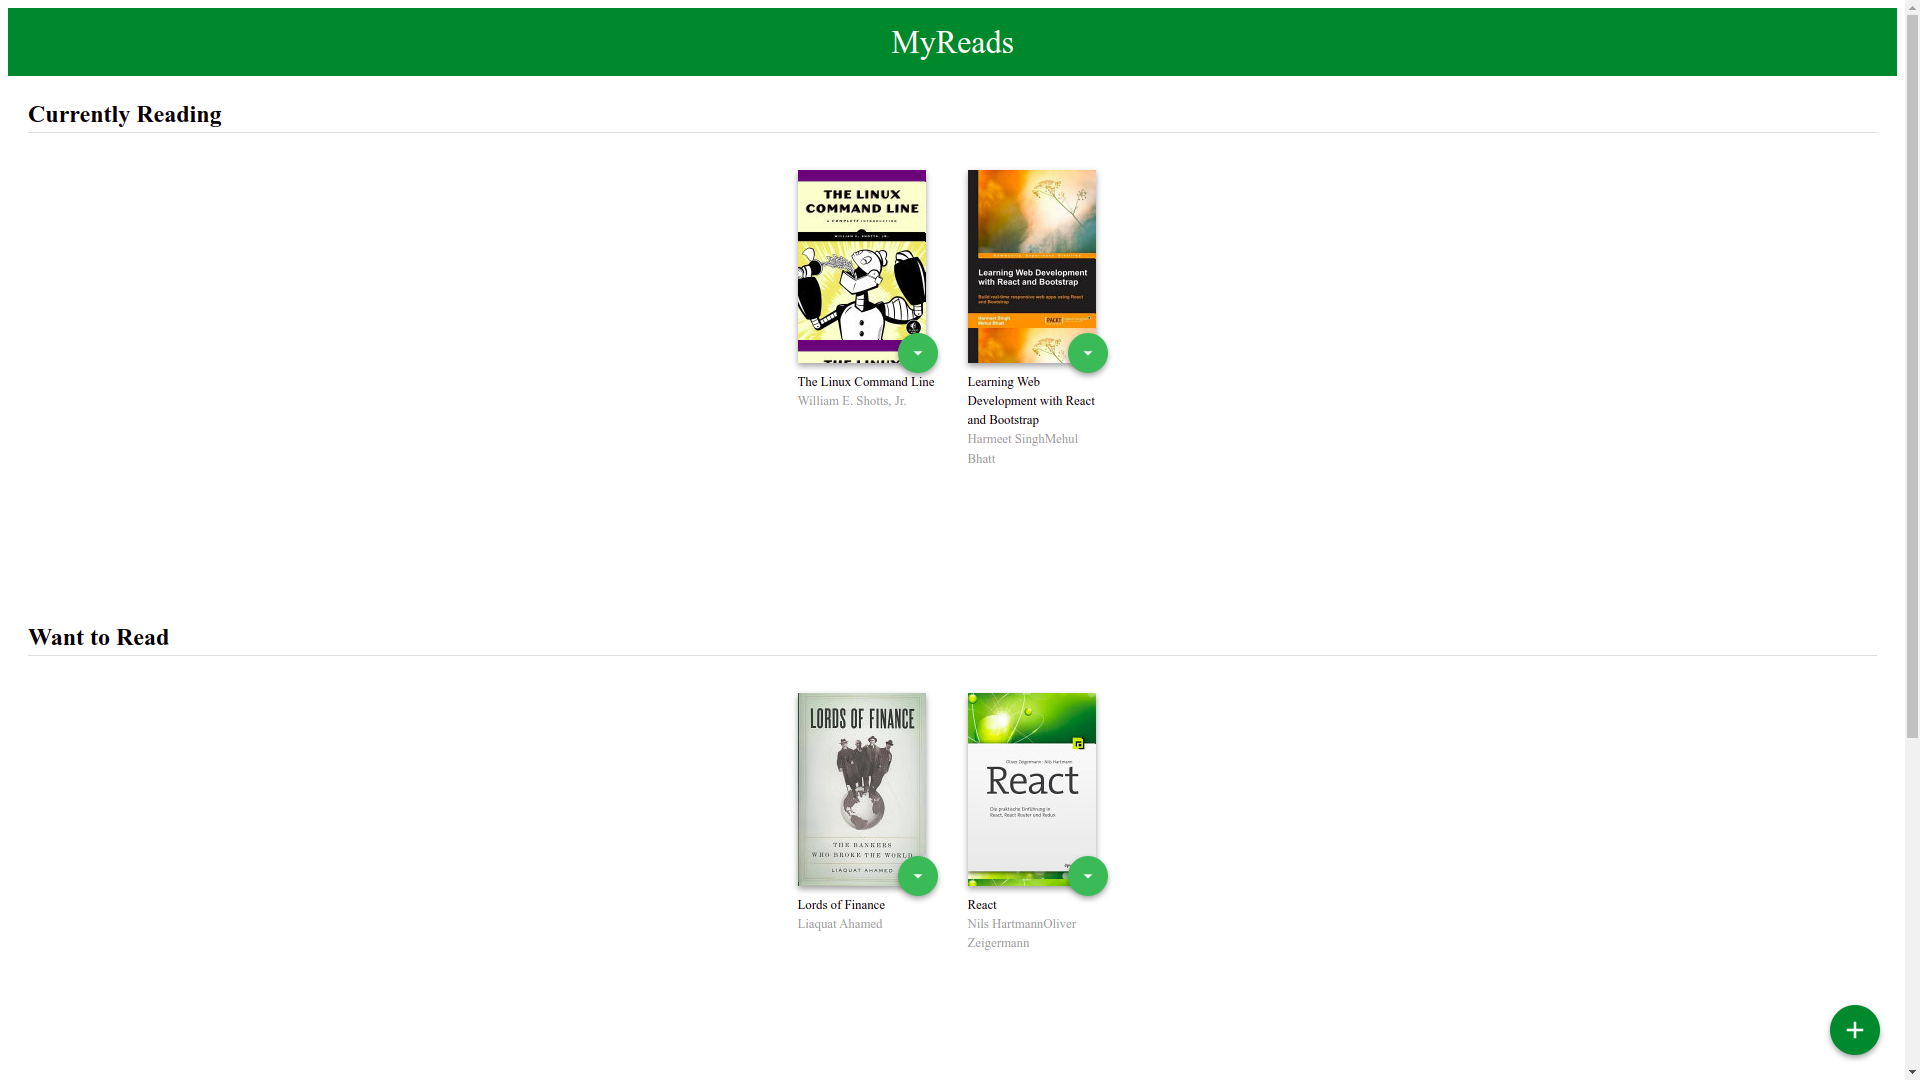 MyReads
Currently Reading
THE LINUX
COMMAND LINE
A COMPLETE INTRODUCTION
WILLIAM E. SHOTTS, JR.
THE LINUX
Learning Web Development
with React and Bootstrap
Build real-time responsive web apps using React
and Bootstrap
Harmeet Singh
Mehul Bhatt
PACKT
The Linux Command Line
William E. Shotts, Jr.
Learning Web
Development with React
and Bootstrap
Harmeet SinghMehul
Bhatt
Want to Read
LORDS OF FINANCE
THE BANKERS
WHO BROKE THE WORLD
LIAQUAT AHAMED
Oliver Zeigermann · Nils Hartmann
React
Die praktische Einführung in
React, React Router und Redux
Lords of Finance
Liaquat Ahamed
React
Nils HartmannOliver
Zeigermann